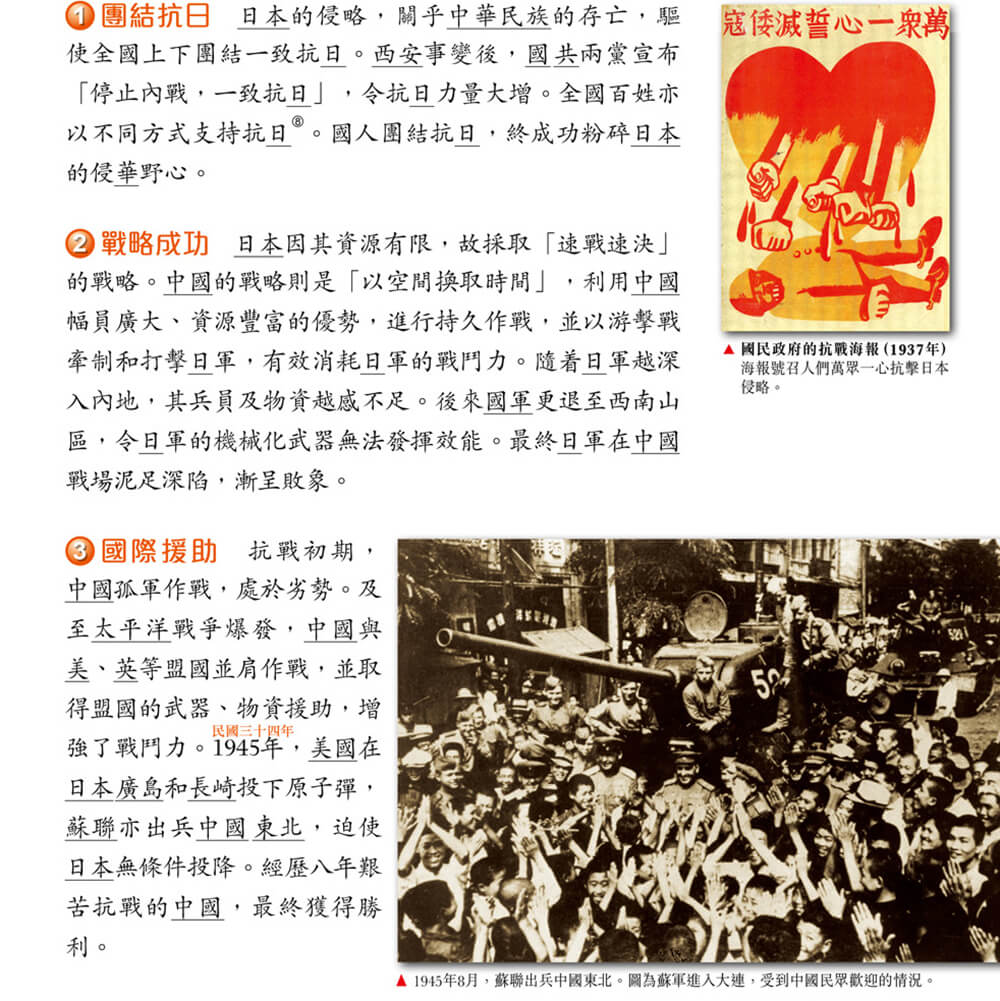 1 團結抗日　日本的侵略，關乎中華民族的存亡，驅
使全國上下團結一致抗日。西安事變後，國共兩黨宣布
「停止內戰，一致抗日」，令抗日力量大增。全國百姓亦
以不同方式支持抗日⑧。國人團結抗日，終成功粉碎日本
的侵華野心。
萬衆一心誓滅倭寇
▲ 國民政府的抗戰海報（1937年）
海報號召人們萬眾一心抗擊日本
侵略。
2 戰略成功　日本因其資源有限，故採取「速戰速決」
的戰略。中國的戰略則是「以空間換取時間」，利用中國
幅員廣大、資源豐富的優勢，進行持久作戰，並以游擊戰
牽制和打擊日軍，有效消耗日軍的戰鬥力。隨着日軍越深
入內地，其兵員及物資越感不足。後來國軍更退至西南山
區，令日軍的機械化武器無法發揮效能。最終日軍在中國
戰場泥足深陷，漸呈敗象。
3 國際援助　抗戰初期，
中國孤軍作戰，處於劣勢。及
至太平洋戰爭爆發，中國與
美、英等盟國並肩作戰，並取
得盟國的武器、物資援助，增
民國三十四年
強了戰鬥力。1945年，美國在
日本廣島和長崎投下原子彈，
蘇聯亦出兵中國東北，迫使
日本無條件投降。經歷八年艱
苦抗戰的中國，最終獲得勝
利。
▲ 1945年8月，蘇聯出兵中國東北。圖為蘇軍進入大連，受到中國民眾歡迎的情況。